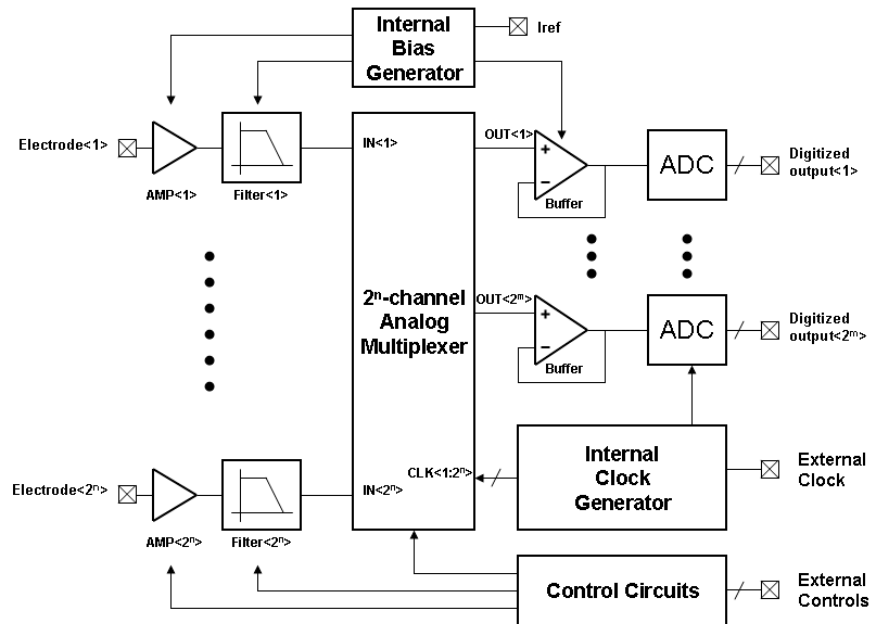 Internal
Bias
Generator
Iref
Electrode<1>
AMP<1>
Filter<1>
IN<1>
OUT<1>
+
−
Buffer
ADC
Digitized
output<1>
2ⁿ-channel
Analog
Multiplexer
OUT<2ᵐ>
+
−
Buffer
ADC
Digitized
output<2ᵐ>
Electrode<2ⁿ>
AMP<2ⁿ>
Filter<2ⁿ>
IN<2ⁿ>
CLK<1:2ⁿ>
Internal
Clock
Generator
External
Clock
Control Circuits
External
Controls